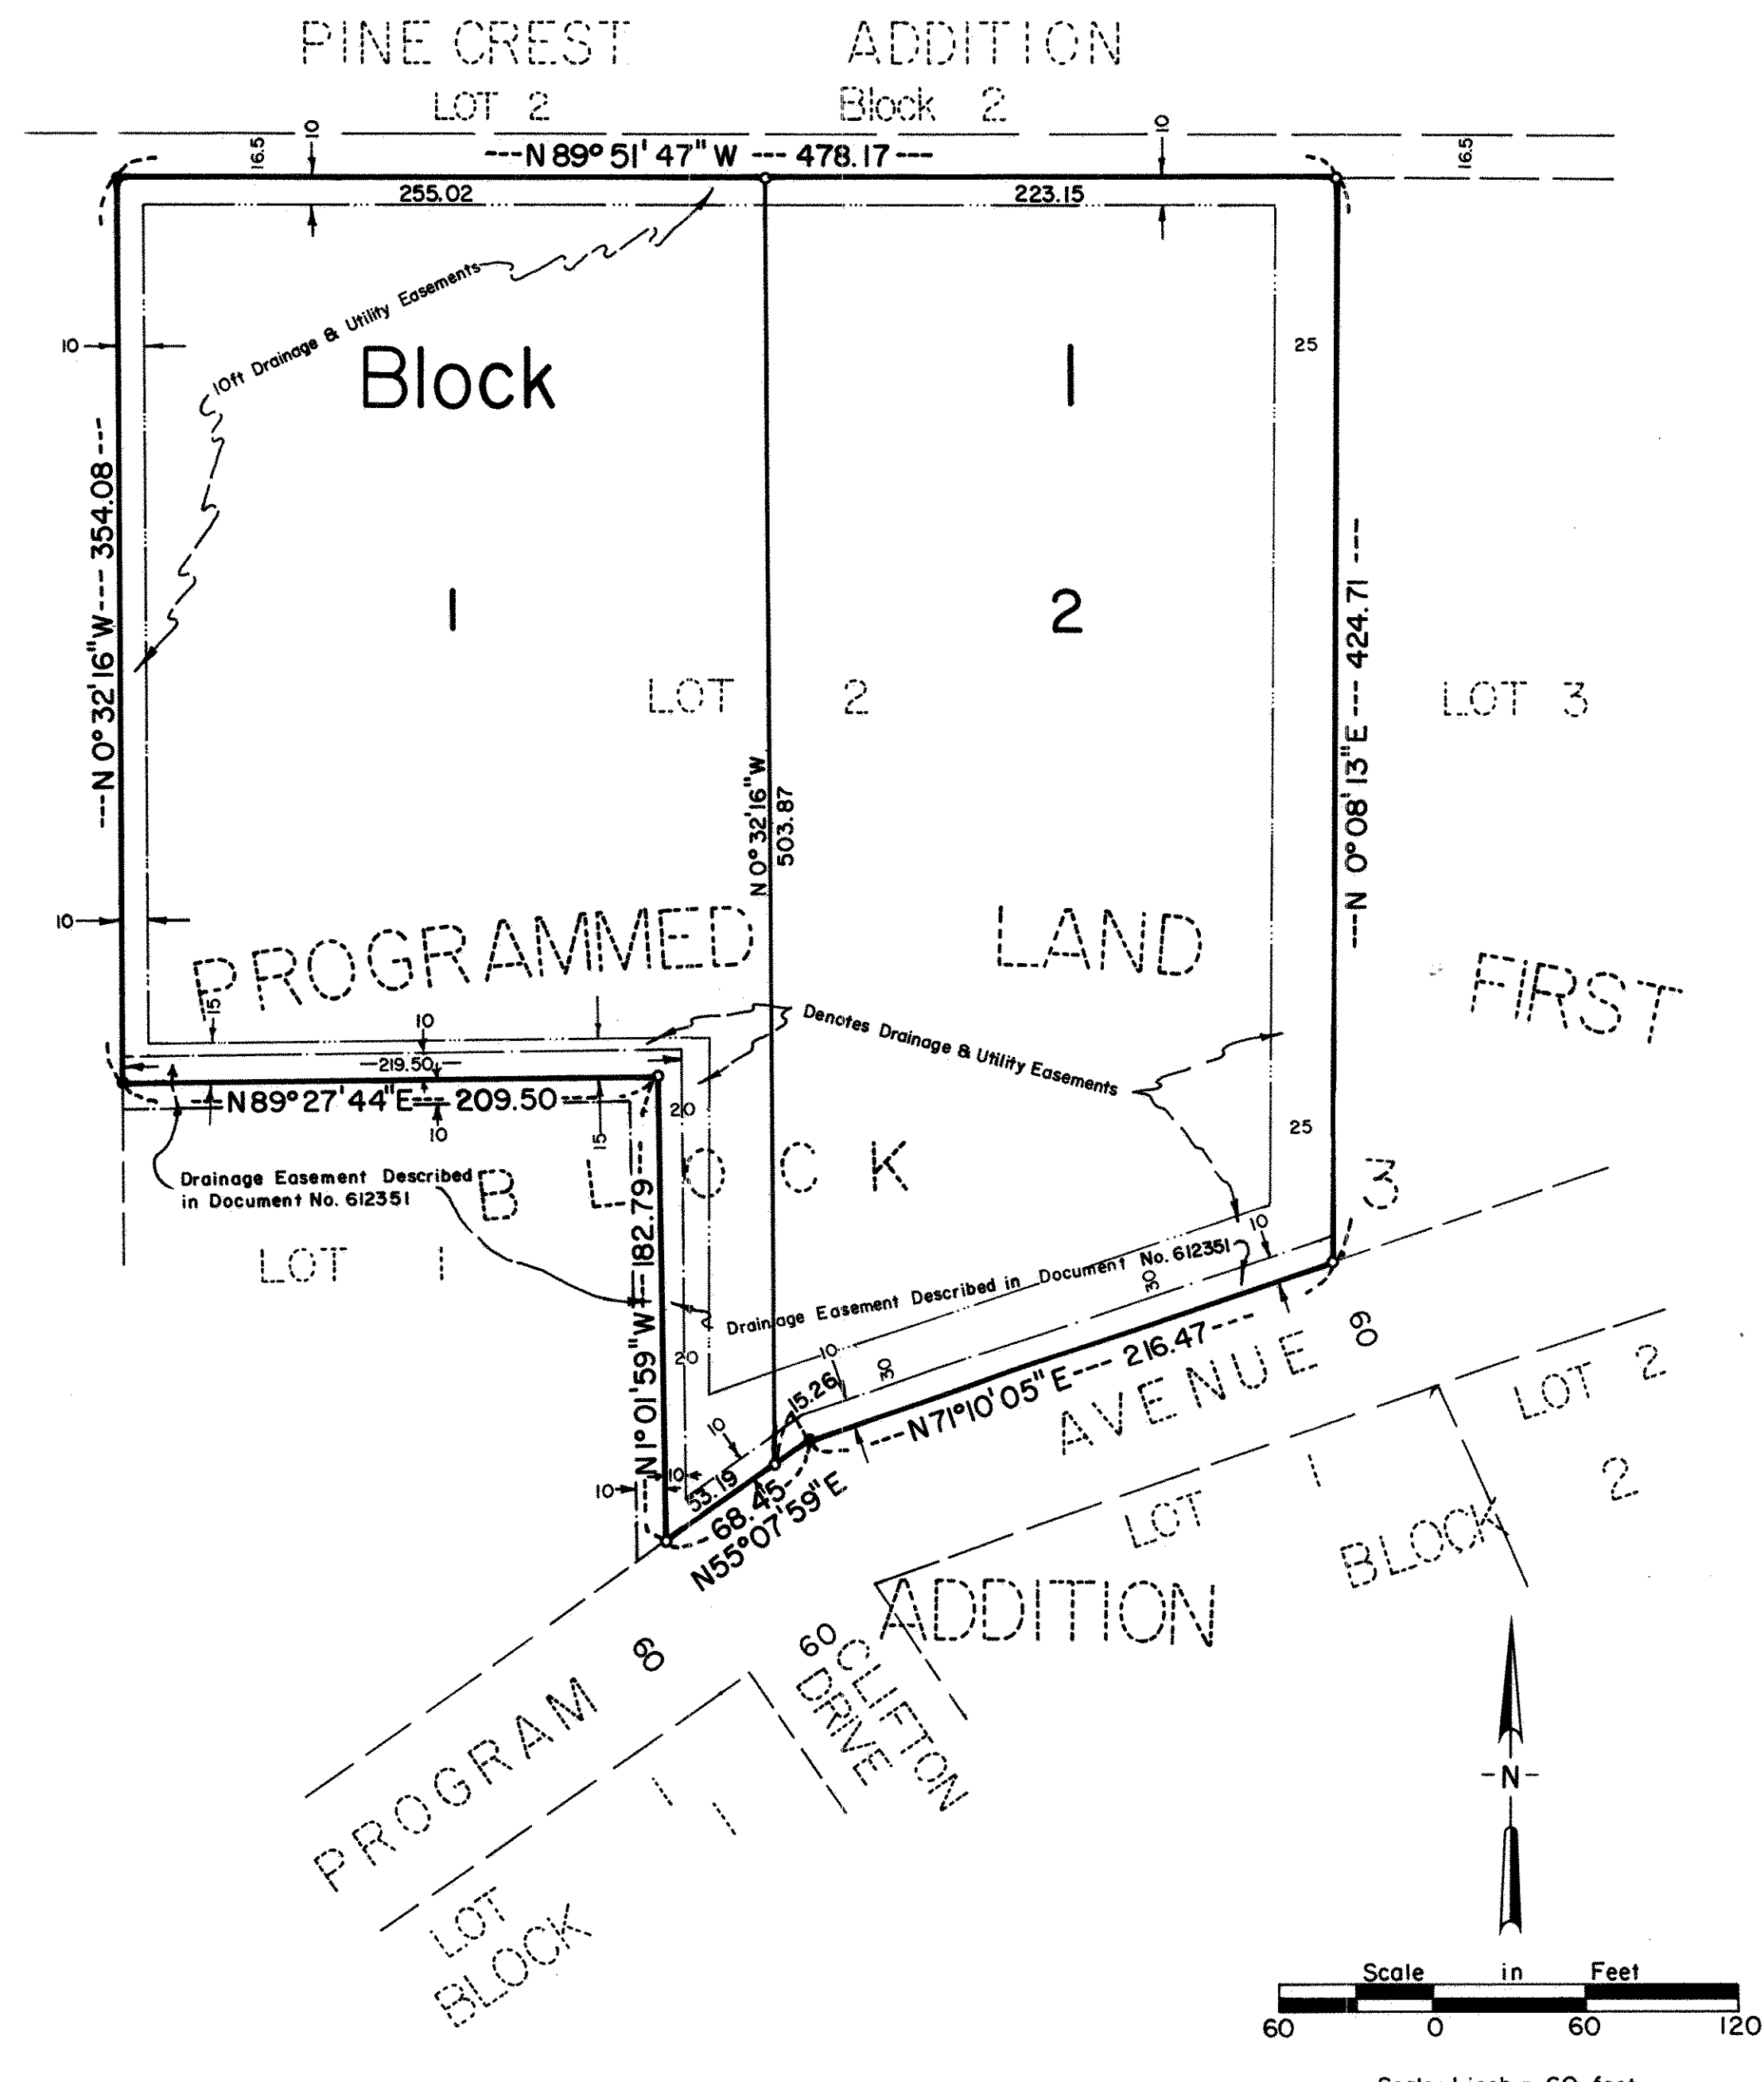 PINE CREST ADDITION
LOT 2 Block 2
16.5 10 ---N 89° 51' 47" W --- 478.17 --- 10 16.5
255.02 223.15
10ft Drainage & Utility Easements
10 25
Block 1
---N 0° 32' 16" W--- 354.08 ---
1 2
---N 0° 08' 13" E --- 424.71 ---
LOT 2 LOT 3
N 0° 32' 16" W
503.87
10
PROGRAMMED LAND FIRST
15 10
Denotes Drainage & Utility Easements
219.50
---N89° 27' 44" E--- 209.50---
10 15 20 25
Drainage Easement Described
in Document No. 612351
BLOCK 3
LOT 1
N1° 01' 59" W---182.79---
10
Drainage Easement Described in Document No. 612351
30
20 10 30
15.26
---N71° 10' 05" E--- 216.47---
10
10 10
53.19
68.45
N55° 07' 59" E
AVENUE 60
LOT 2
LOT 1
BLOCK 2
ADDITION
60 60
CLIFTON
DRIVE
PROGRAM
LOT 1
BLOCK 1
-N-
Scale in Feet
60 0 60 120